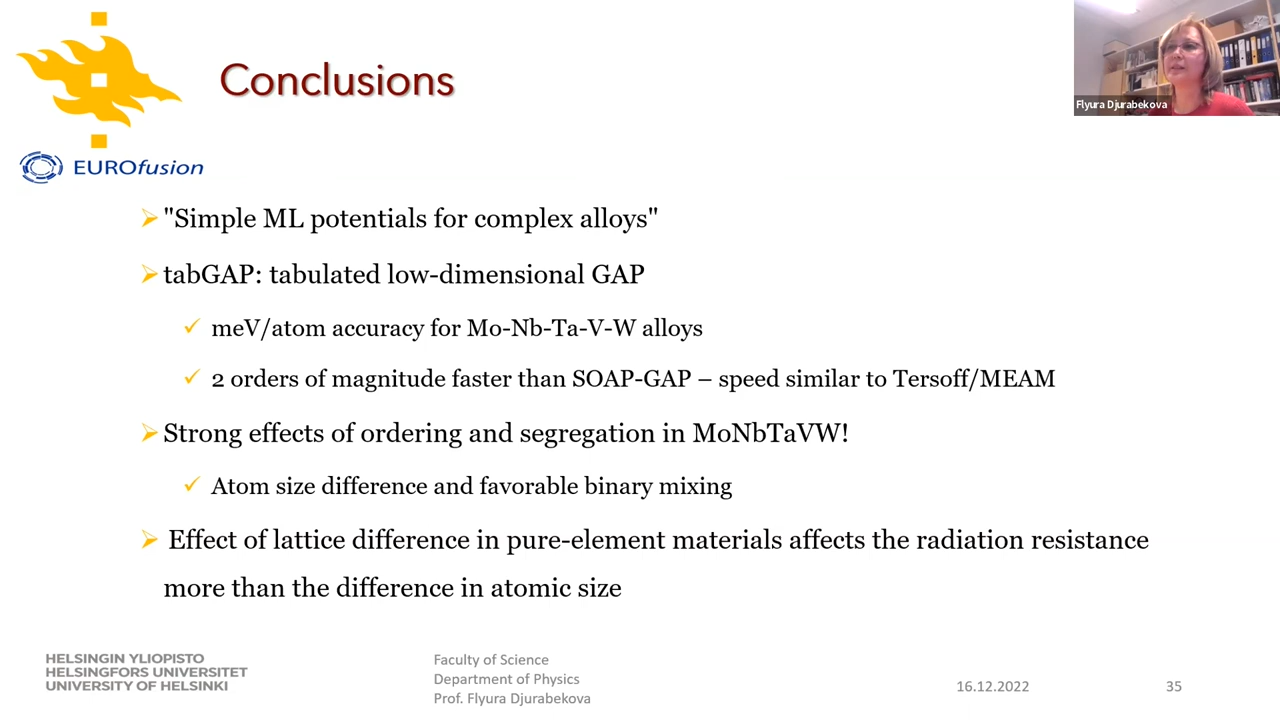 Conclusions
Flyura Djurabekova
EUROfusion
"Simple ML potentials for complex alloys"
tabGAP: tabulated low-dimensional GAP
meV/atom accuracy for Mo-Nb-Ta-V-W alloys
2 orders of magnitude faster than SOAP-GAP – speed similar to Tersoff/MEAM
Strong effects of ordering and segregation in MoNbTaVW!
Atom size difference and favorable binary mixing
Effect of lattice difference in pure-element materials affects the radiation resistance
more than the difference in atomic size
HELSINGIN YLIOPISTO
HELSINGFORS UNIVERSITET
UNIVERSITY OF HELSINKI
Faculty of Science
Department of Physics
Prof. Flyura Djurabekova
16.12.2022
35